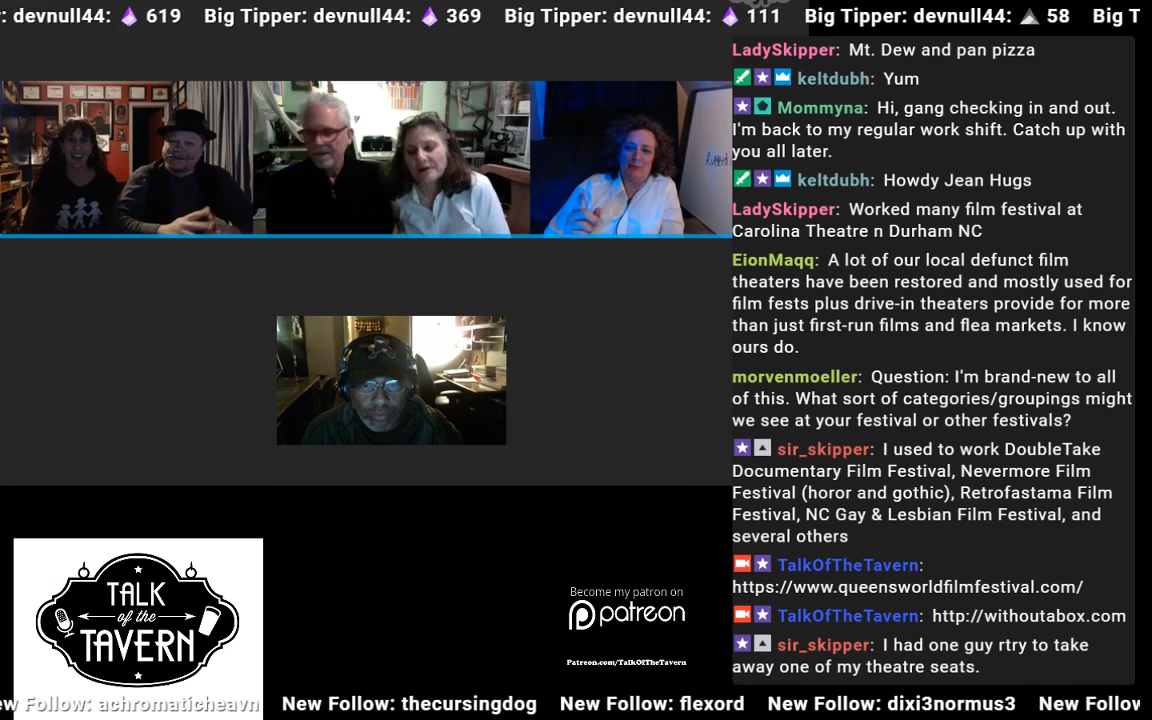 r: devnull44: 619 Big Tipper: devnull44: 369 Big Tipper: devnull44: 111 Big Tipper: devnull44: 58 Big T
LadySkipper: Mt. Dew and pan pizza
keltdubh: Yum
Mommyna: Hi, gang checking in and out.
I'm back to my regular work shift. Catch up with
you all later.
keltdubh: Howdy Jean Hugs
LadySkipper: Worked many film festival at
Carolina Theatre n Durham NC
EionMaqq: A lot of our local defunct film
theaters have been restored and mostly used for
film fests plus drive-in theaters provide for more
than just first-run films and flea markets. I know
ours do.
morvenmoeller: Question: I'm brand-new to all
of this. What sort of categories/groupings might
we see at your festival or other festivals?
sir_skipper: I used to work DoubleTake
Documentary Film Festival, Nevermore Film
Festival (horor and gothic), Retrofastama Film
Festival, NC Gay & Lesbian Film Festival, and
several others
TalkOfTheTavern:
https://www.queensworldfilmfestival.com/
TalkOfTheTavern: http://withoutabox.com
sir_skipper: I had one guy rtry to take
away one of my theatre seats.
TALK
of the
TAVERN
Become my patron on
patreon
Patreon.com/TalkOfTheTavern
ew Follow: achromaticheavn New Follow: thecursingdog New Follow: flexord New Follow: dixi3normus3 New Follov